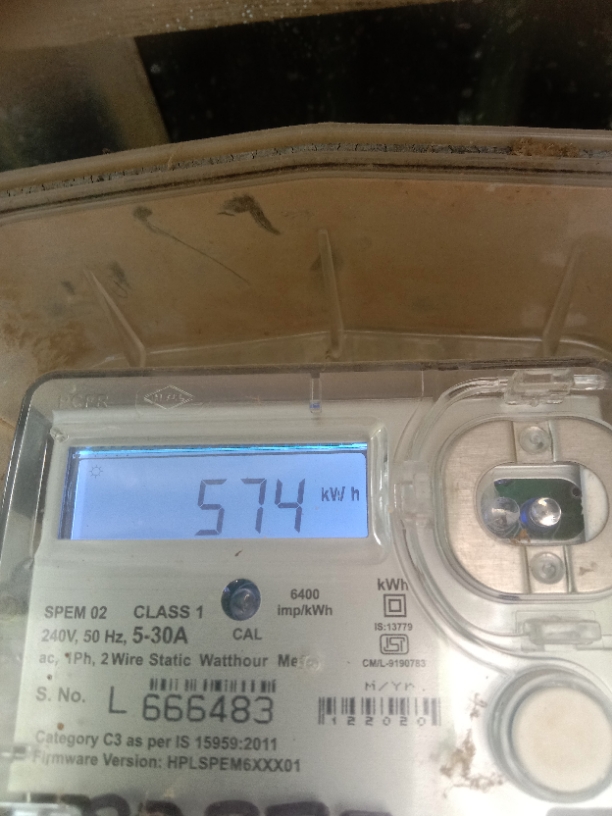 574 kWh
6400
imp/kWh
kWh
SPEM 02 CLASS 1
240V, 50 Hz, 5-30A
CAL
IS:13779
ISI
CM/L-9190783
ac, 1Ph, 2 Wire Static Watthour
M/YR.
S. No. L 666483
122020
Category C3 as per IS 15959:2011
Firmware Version: HPLSPEM6XXX01